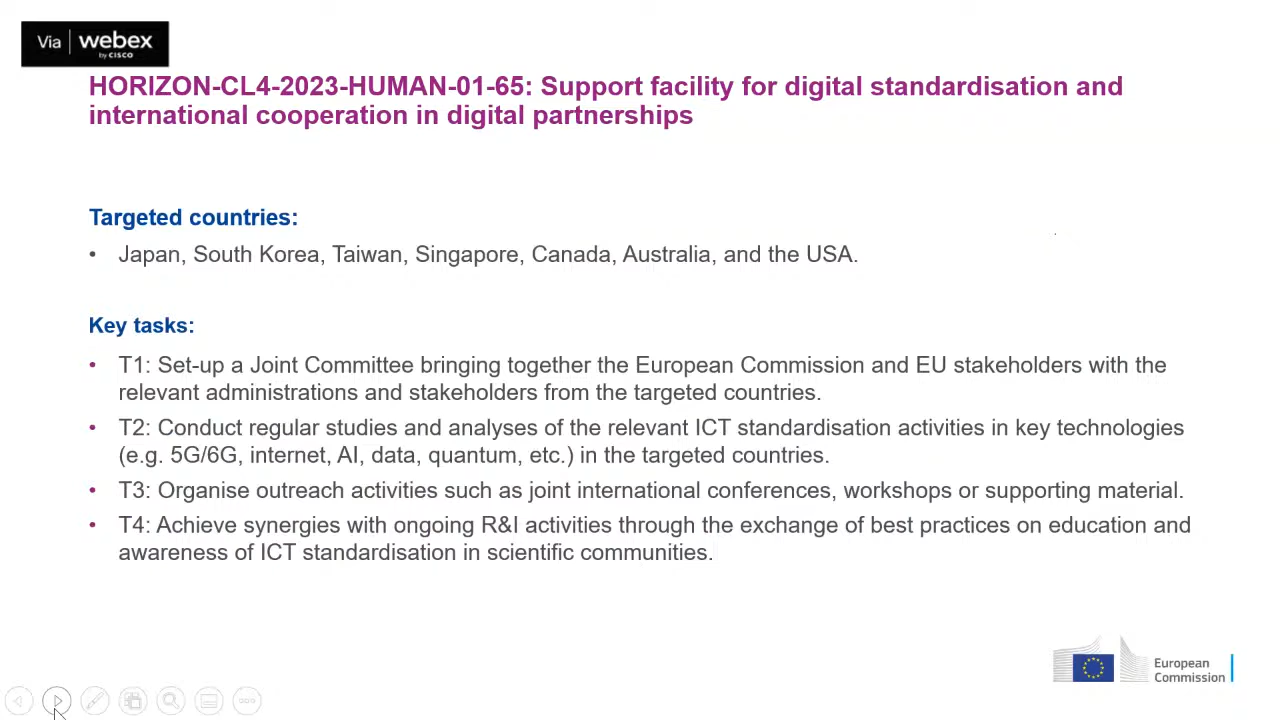 Via webex
by CISCO
HORIZON-CL4-2023-HUMAN-01-65: Support facility for digital standardisation and
international cooperation in digital partnerships
Targeted countries:
• Japan, South Korea, Taiwan, Singapore, Canada, Australia, and the USA.
Key tasks:
• T1: Set-up a Joint Committee bringing together the European Commission and EU stakeholders with the
relevant administrations and stakeholders from the targeted countries.
• T2: Conduct regular studies and analyses of the relevant ICT standardisation activities in key technologies
(e.g. 5G/6G, internet, AI, data, quantum, etc.) in the targeted countries.
• T3: Organise outreach activities such as joint international conferences, workshops or supporting material.
• T4: Achieve synergies with ongoing R&I activities through the exchange of best practices on education and
awareness of ICT standardisation in scientific communities.
European
Commission